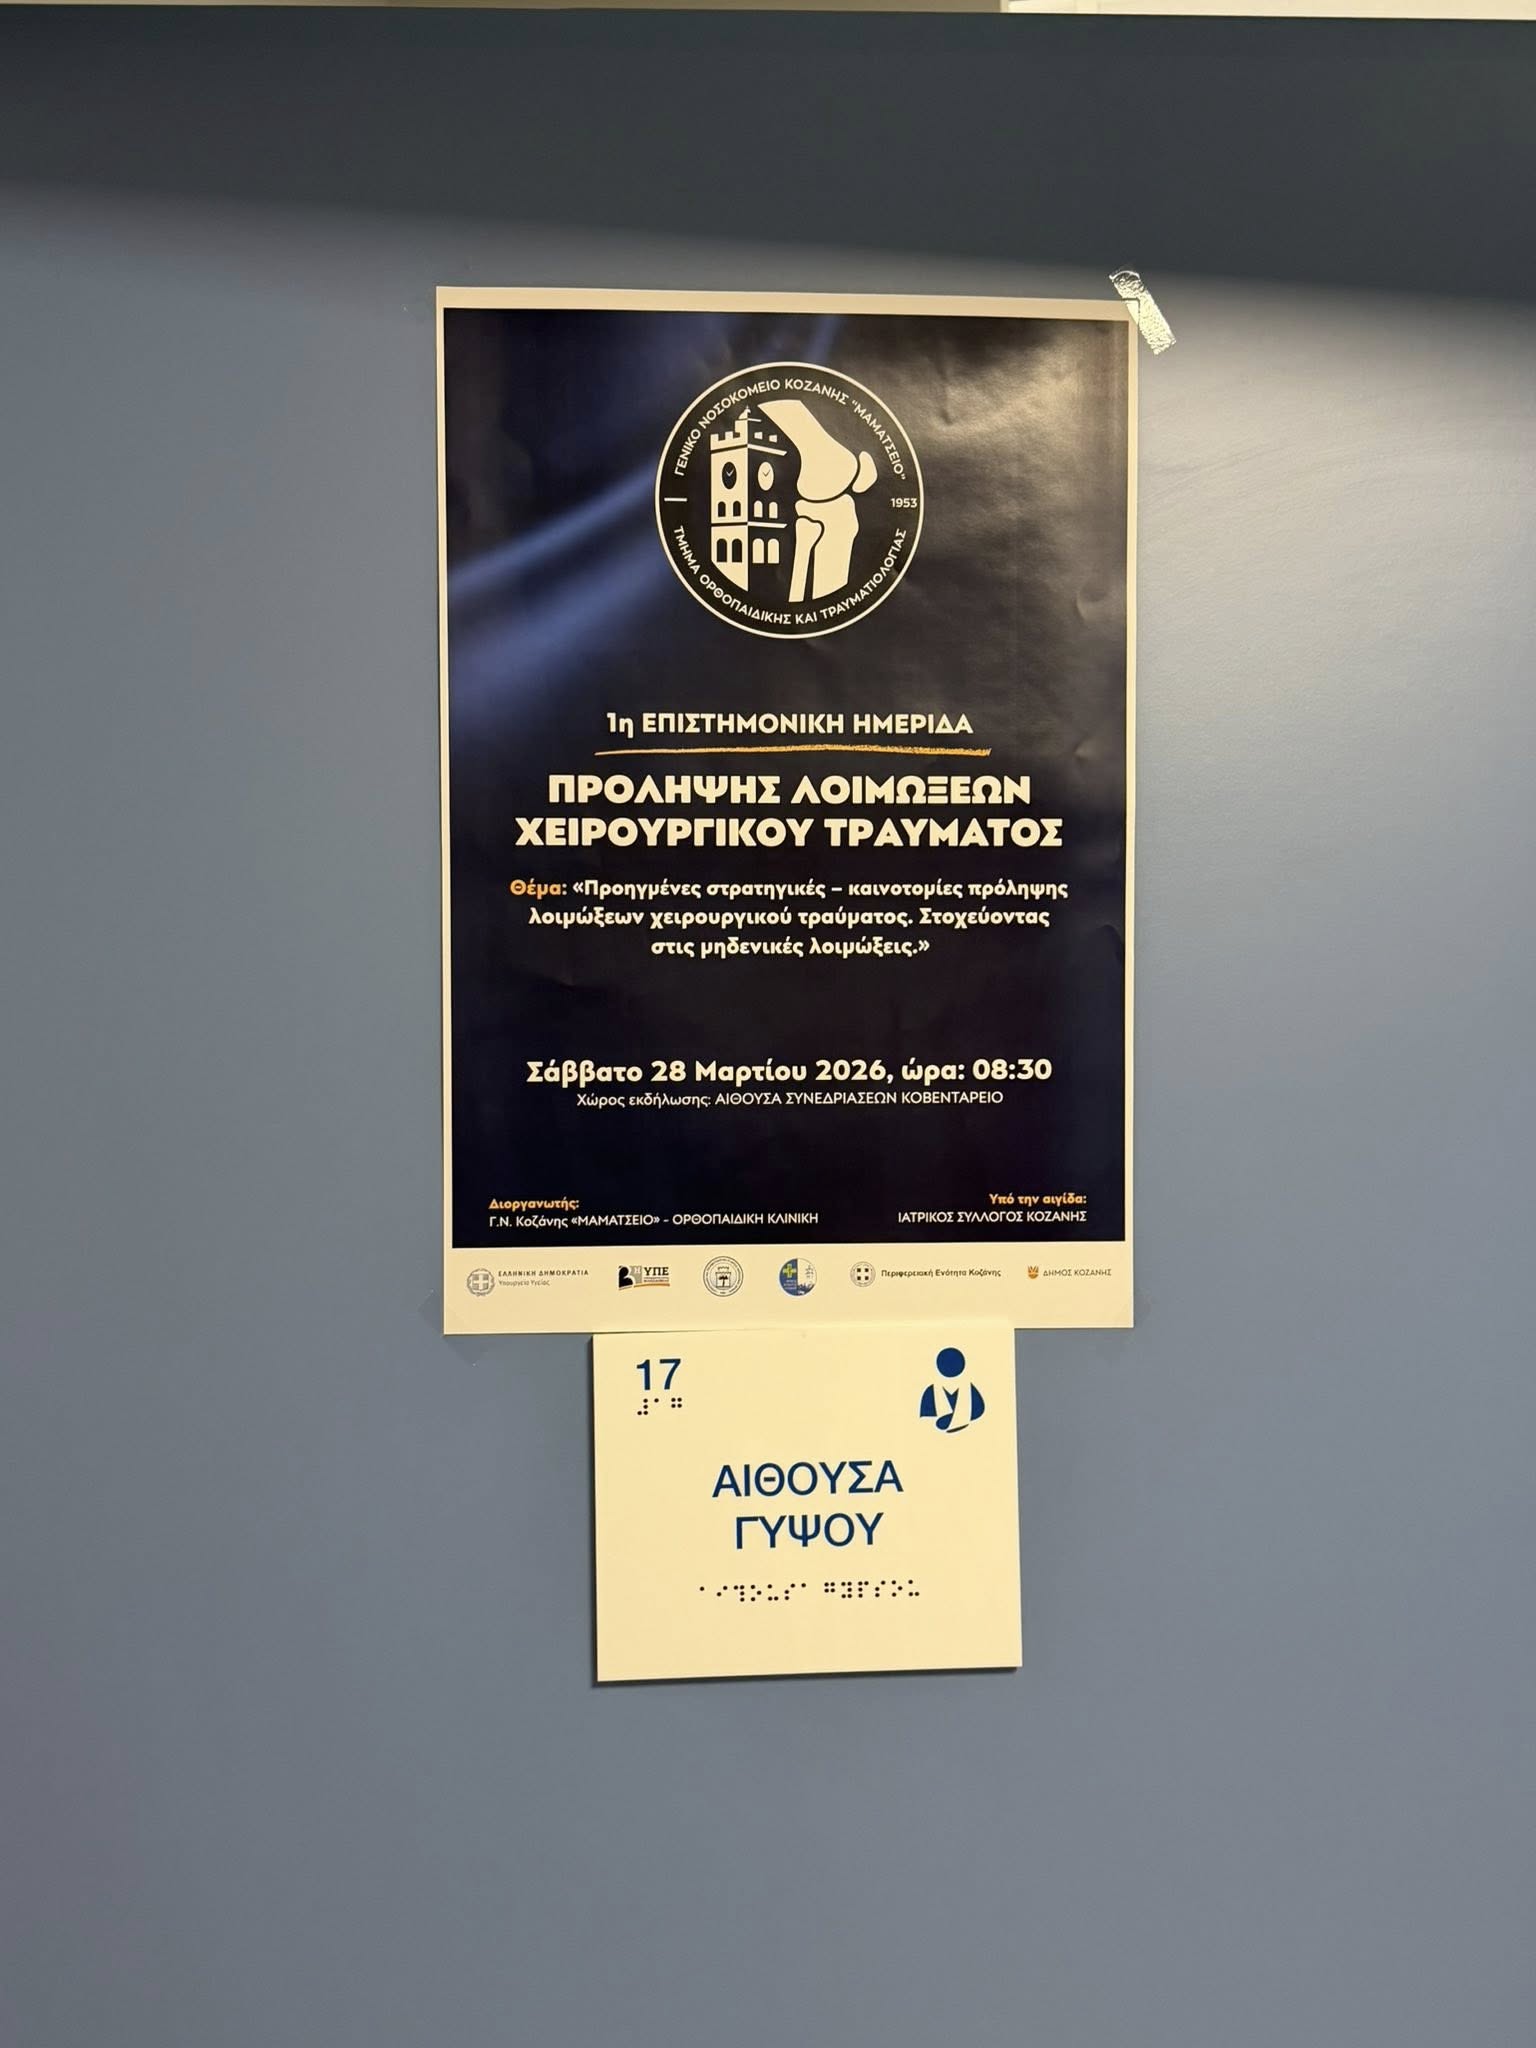 ΓΕΝΙΚΟ ΝΟΣΟΚΟΜΕΙΟ ΚΟΖΑΝΗΣ "ΜΑΜΑΤΣΕΙΟ"
1953
ΤΜΗΜΑ ΟΡΘΟΠΑΙΔΙΚΗΣ ΚΑΙ ΤΡΑΥΜΑΤΙΟΛΟΓΙΑΣ
1η ΕΠΙΣΤΗΜΟΝΙΚΗ ΗΜΕΡΙΔΑ
ΠΡΟΛΗΨΗΣ ΛΟΙΜΩΞΕΩΝ
ΧΕΙΡΟΥΡΓΙΚΟΥ ΤΡΑΥΜΑΤΟΣ
Θέμα: «Προηγμένες στρατηγικές – καινοτομίες πρόληψης
λοιμώξεων χειρουργικού τραύματος. Στοχεύοντας
στις μηδενικές λοιμώξεις.»
Σάββατο 28 Μαρτίου 2026, ώρα: 08:30
Χώρος εκδήλωσης: ΑΙΘΟΥΣΑ ΣΥΝΕΔΡΙΑΣΕΩΝ ΚΟΒΕΝΤΑΡΕΙΟ
Διοργανωτής:
Γ.Ν. Κοζάνης «ΜΑΜΑΤΣΕΙΟ» - ΟΡΘΟΠΑΙΔΙΚΗ ΚΛΙΝΙΚΗ
Υπό την αιγίδα:
ΙΑΤΡΙΚΟΣ ΣΥΛΛΟΓΟΣ ΚΟΖΑΝΗΣ
ΕΛΛΗΝΙΚΗ ΔΗΜΟΚΡΑΤΙΑ
Υπουργείο Υγείας
ΥΠΕ
Περιφερειακή Ενότητα Κοζάνης
ΔΗΜΟΣ ΚΟΖΑΝΗΣ
17
⠼⠁⠛
ΑΙΘΟΥΣΑ
ΓΥΨΟΥ